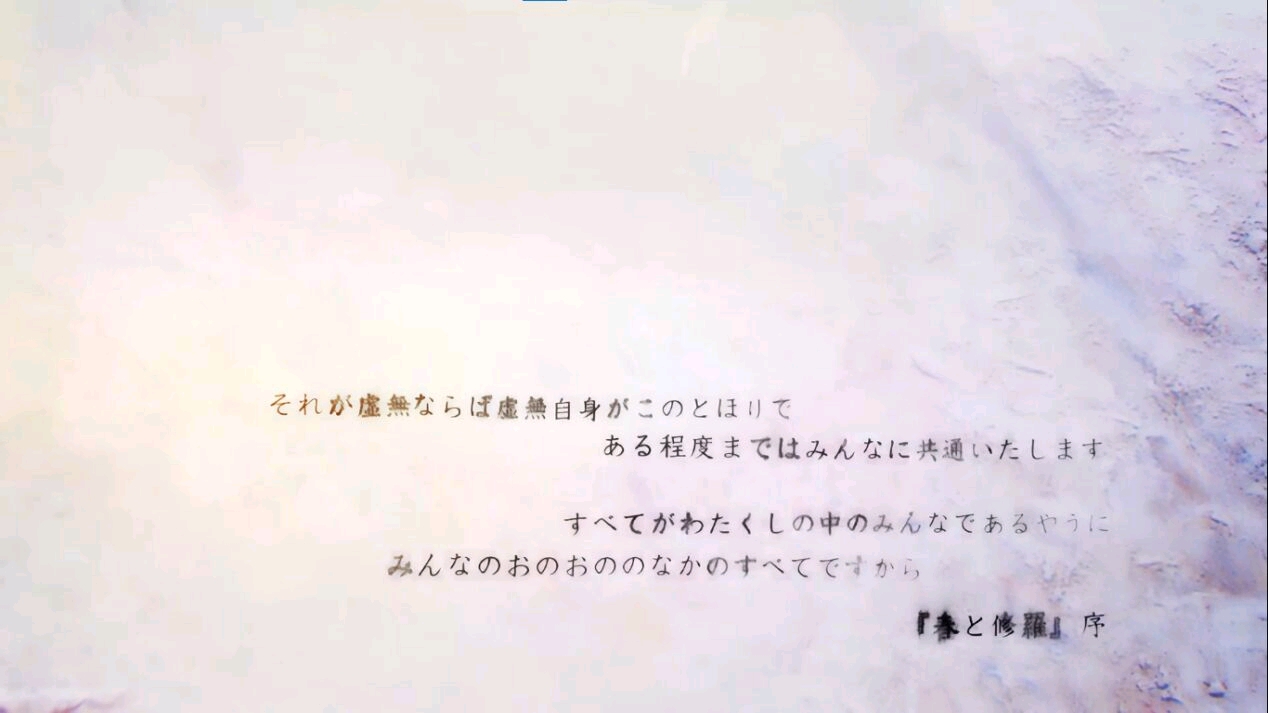 それが虚無ならば虚無自身がこのとほりで
ある程度まではみんなに共通いたします
すべてがわたくしの中のみんなであるやうに
みんなのおのおののなかのすべてですから
『春と修羅』序